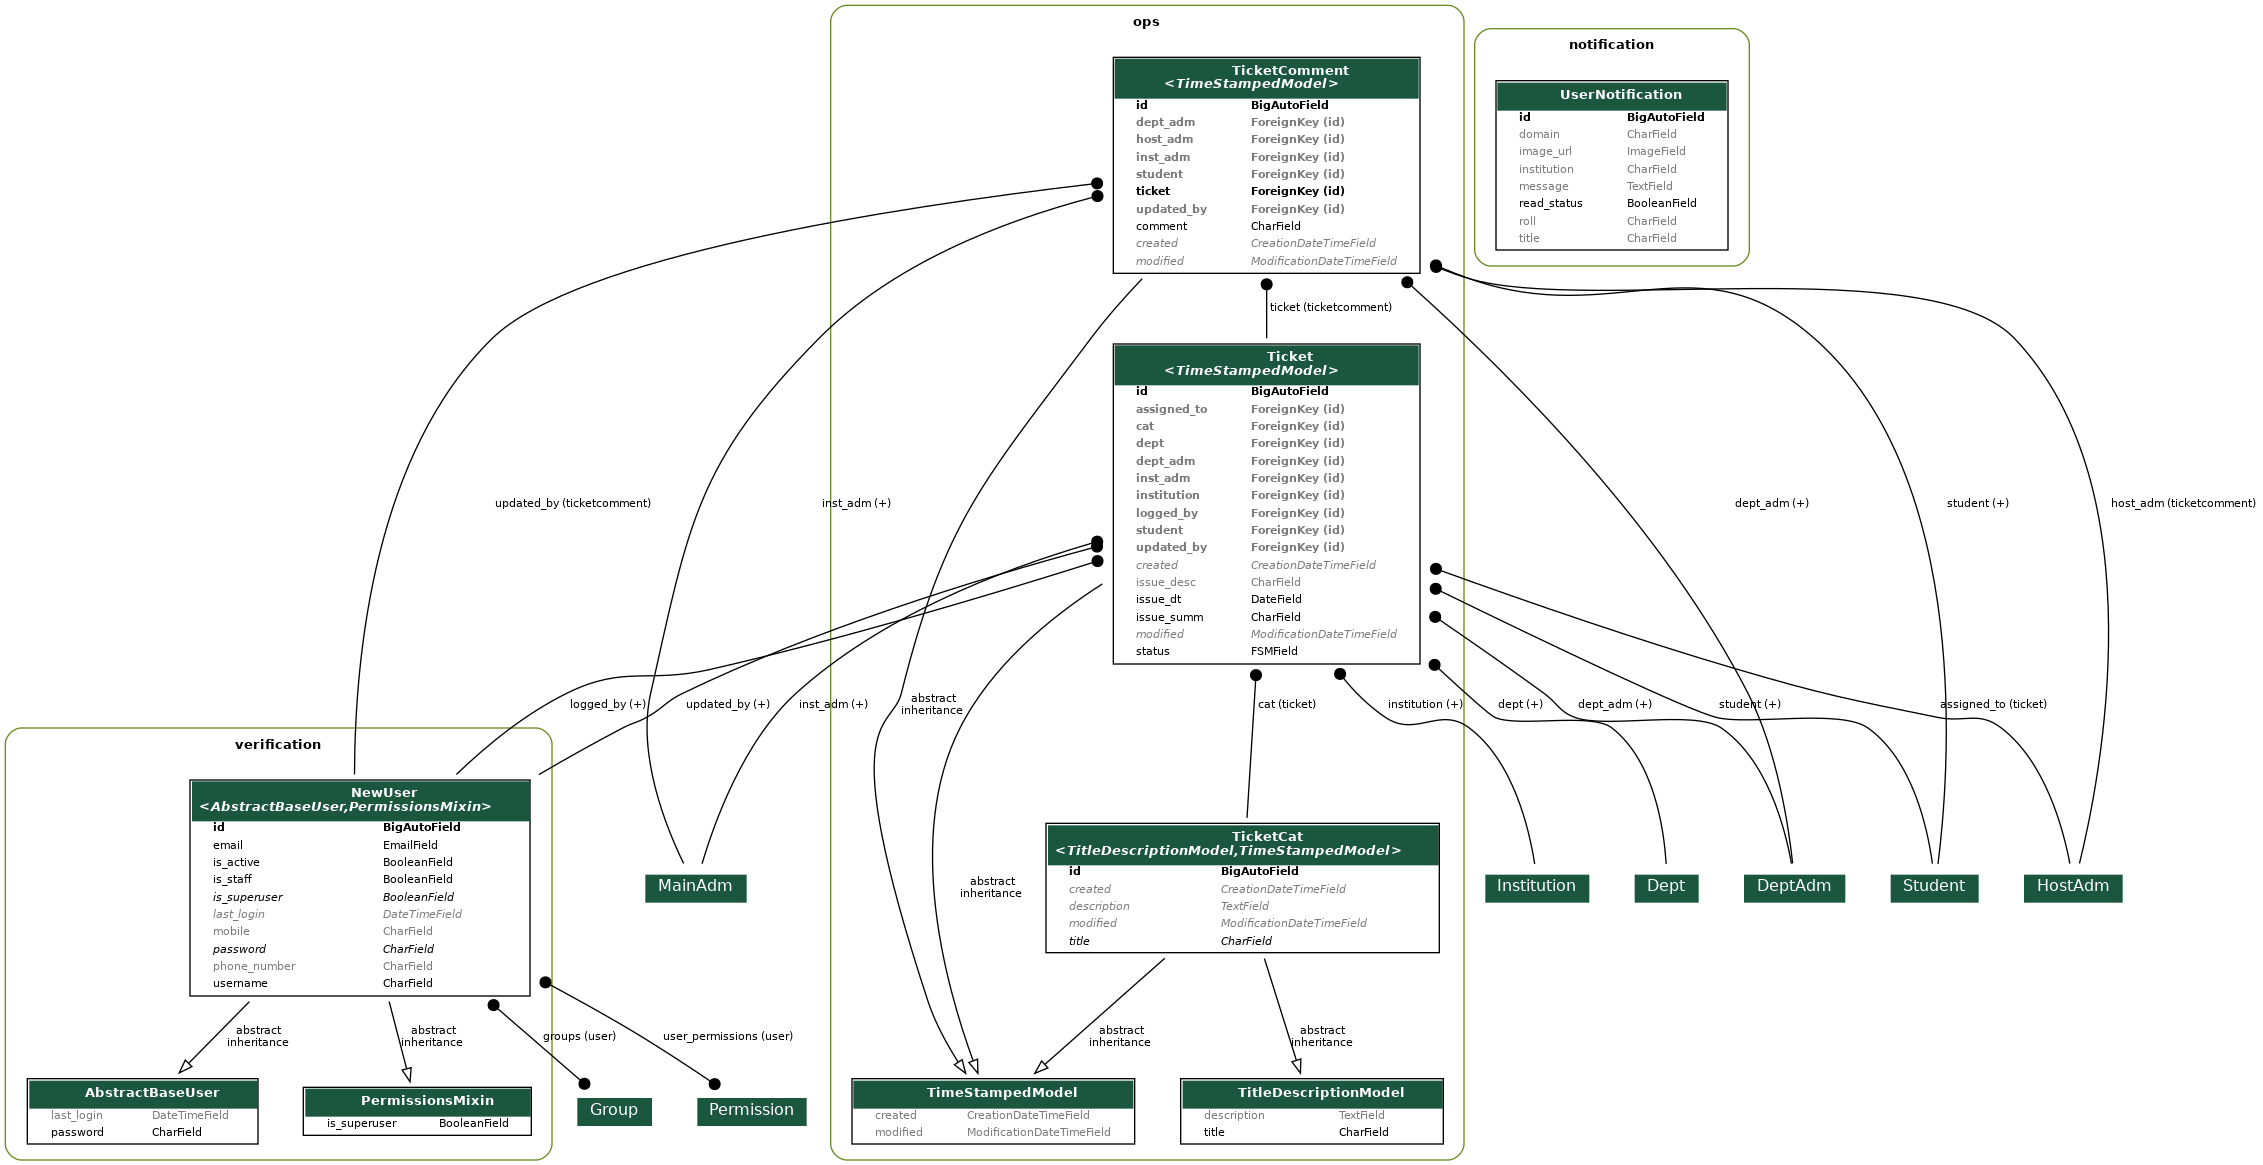 ops
TicketComment
<TimeStampedModel>
id BigAutoField
dept_adm ForeignKey (id)
host_adm ForeignKey (id)
inst_adm ForeignKey (id)
student ForeignKey (id)
ticket ForeignKey (id)
updated_by ForeignKey (id)
comment CharField
created CreationDateTimeField
modified ModificationDateTimeField
notification
UserNotification
id BigAutoField
domain CharField
image_url ImageField
institution CharField
message TextField
read_status BooleanField
roll CharField
title CharField
ticket (ticketcomment)
Ticket
<TimeStampedModel>
id BigAutoField
assigned_to ForeignKey (id)
cat ForeignKey (id)
dept ForeignKey (id)
dept_adm ForeignKey (id)
inst_adm ForeignKey (id)
institution ForeignKey (id)
logged_by ForeignKey (id)
student ForeignKey (id)
updated_by ForeignKey (id)
created CreationDateTimeField
issue_desc CharField
issue_dt DateField
issue_summ CharField
modified ModificationDateTimeField
status FSMField
updated_by (ticketcomment)
inst_adm (+)
dept_adm (+)
student (+)
host_adm (ticketcomment)
logged_by (+)
updated_by (+)
inst_adm (+)
abstract
inheritance
cat (ticket)
institution (+)
dept (+)
dept_adm (+)
student (+)
assigned_to (ticket)
verification
NewUser
<AbstractBaseUser,PermissionsMixin>
id BigAutoField
email EmailField
is_active BooleanField
is_staff BooleanField
is_superuser BooleanField
last_login DateTimeField
mobile CharField
password CharField
phone_number CharField
username CharField
MainAdm
abstract
inheritance
TicketCat
<TitleDescriptionModel,TimeStampedModel>
id BigAutoField
created CreationDateTimeField
description TextField
modified ModificationDateTimeField
title CharField
Institution
Dept
DeptAdm
Student
HostAdm
abstract
inheritance
abstract
inheritance
groups (user)
user_permissions (user)
abstract
inheritance
abstract
inheritance
AbstractBaseUser
last_login DateTimeField
password CharField
PermissionsMixin
is_superuser BooleanField
Group
Permission
TimeStampedModel
created CreationDateTimeField
modified ModificationDateTimeField
TitleDescriptionModel
description TextField
title CharField